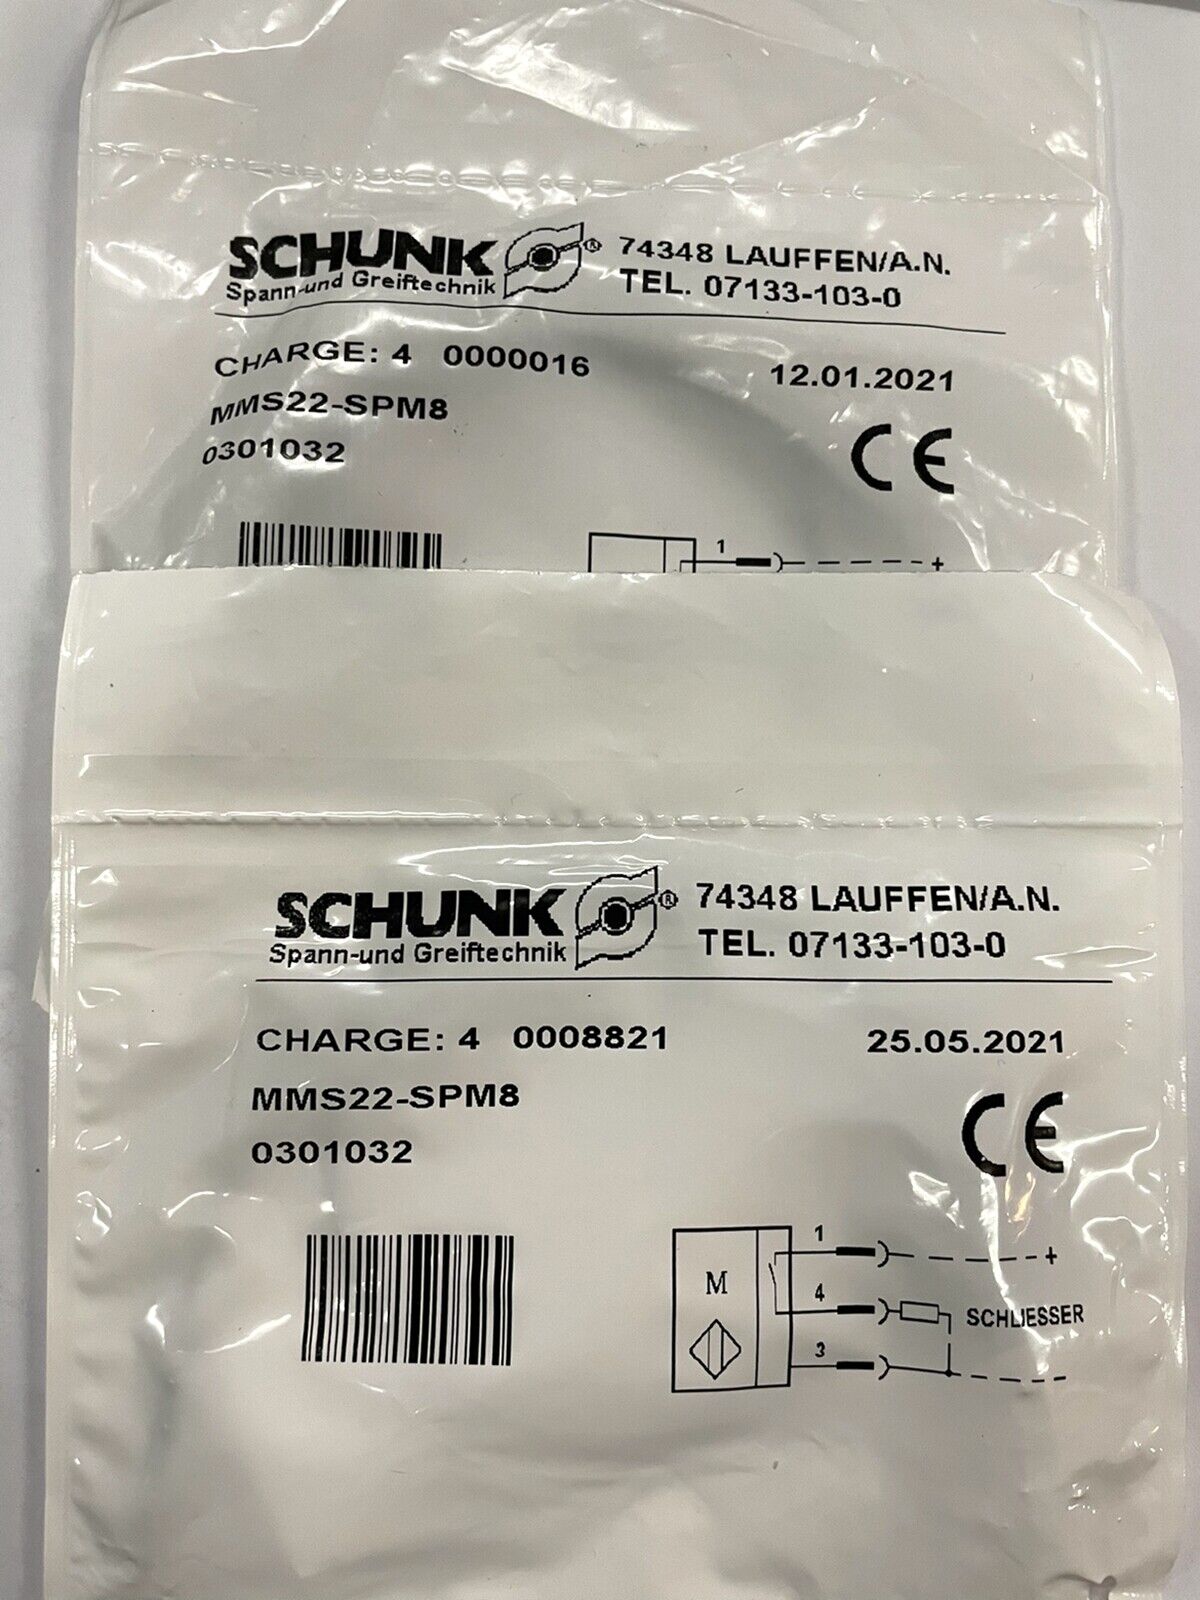 SCHUNK ® 74348 LAUFFEN/A.N.
Spann-und Greiftechnik TEL. 07133-103-0
CHARGE: 4 0000016 12.01.2021
MMS22-SPM8
0301032 CE
1 +
SCHUNK ® 74348 LAUFFEN/A.N.
Spann-und Greiftechnik TEL. 07133-103-0
CHARGE: 4 0008821 25.05.2021
MMS22-SPM8
0301032 CE
1 +
M
4 SCHLIESSER
3 -